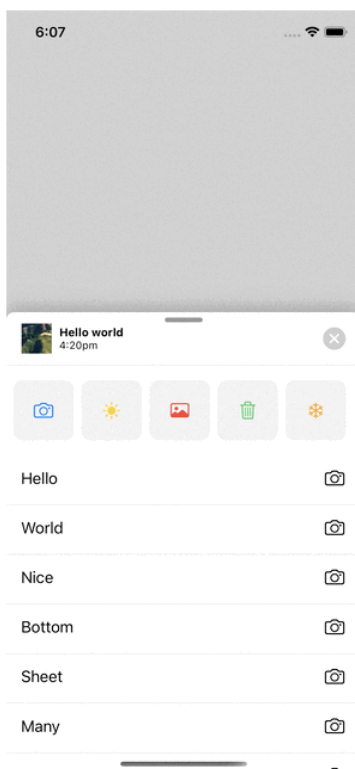 6:07
Hello world
4:20pm
Hello
World
Nice
Bottom
Sheet
Many